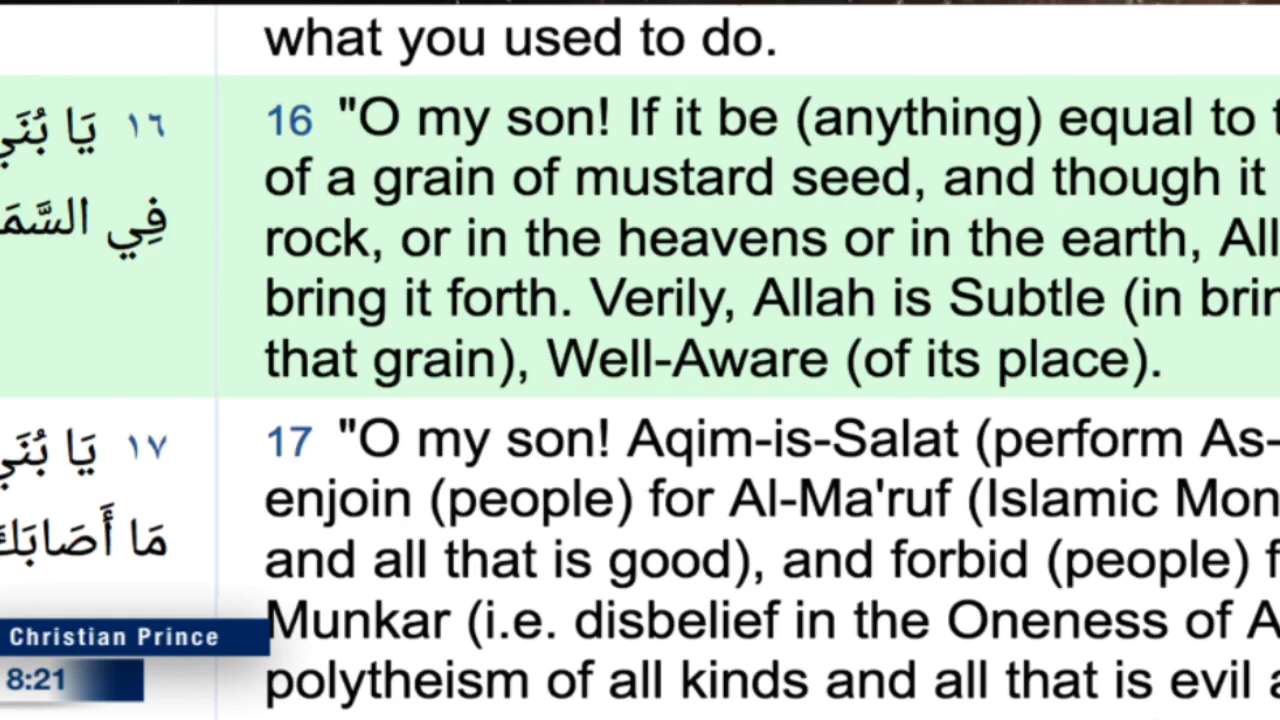 what you used to do.
16 "O my son! If it be (anything) equal to
of a grain of mustard seed, and though it
rock, or in the heavens or in the earth, All
bring it forth. Verily, Allah is Subtle (in brin
that grain), Well-Aware (of its place).
١٦ يَا بُنَيَّ
فِي السَّمَ
17 "O my son! Aqim-is-Salat (perform As-
enjoin (people) for Al-Ma'ruf (Islamic Mon
and all that is good), and forbid (people) f
Munkar (i.e. disbelief in the Oneness of A
polytheism of all kinds and all that is evil a
١٧ يَا بُنَيَّ
مَا أَصَابَكَ
Christian Prince
8:21